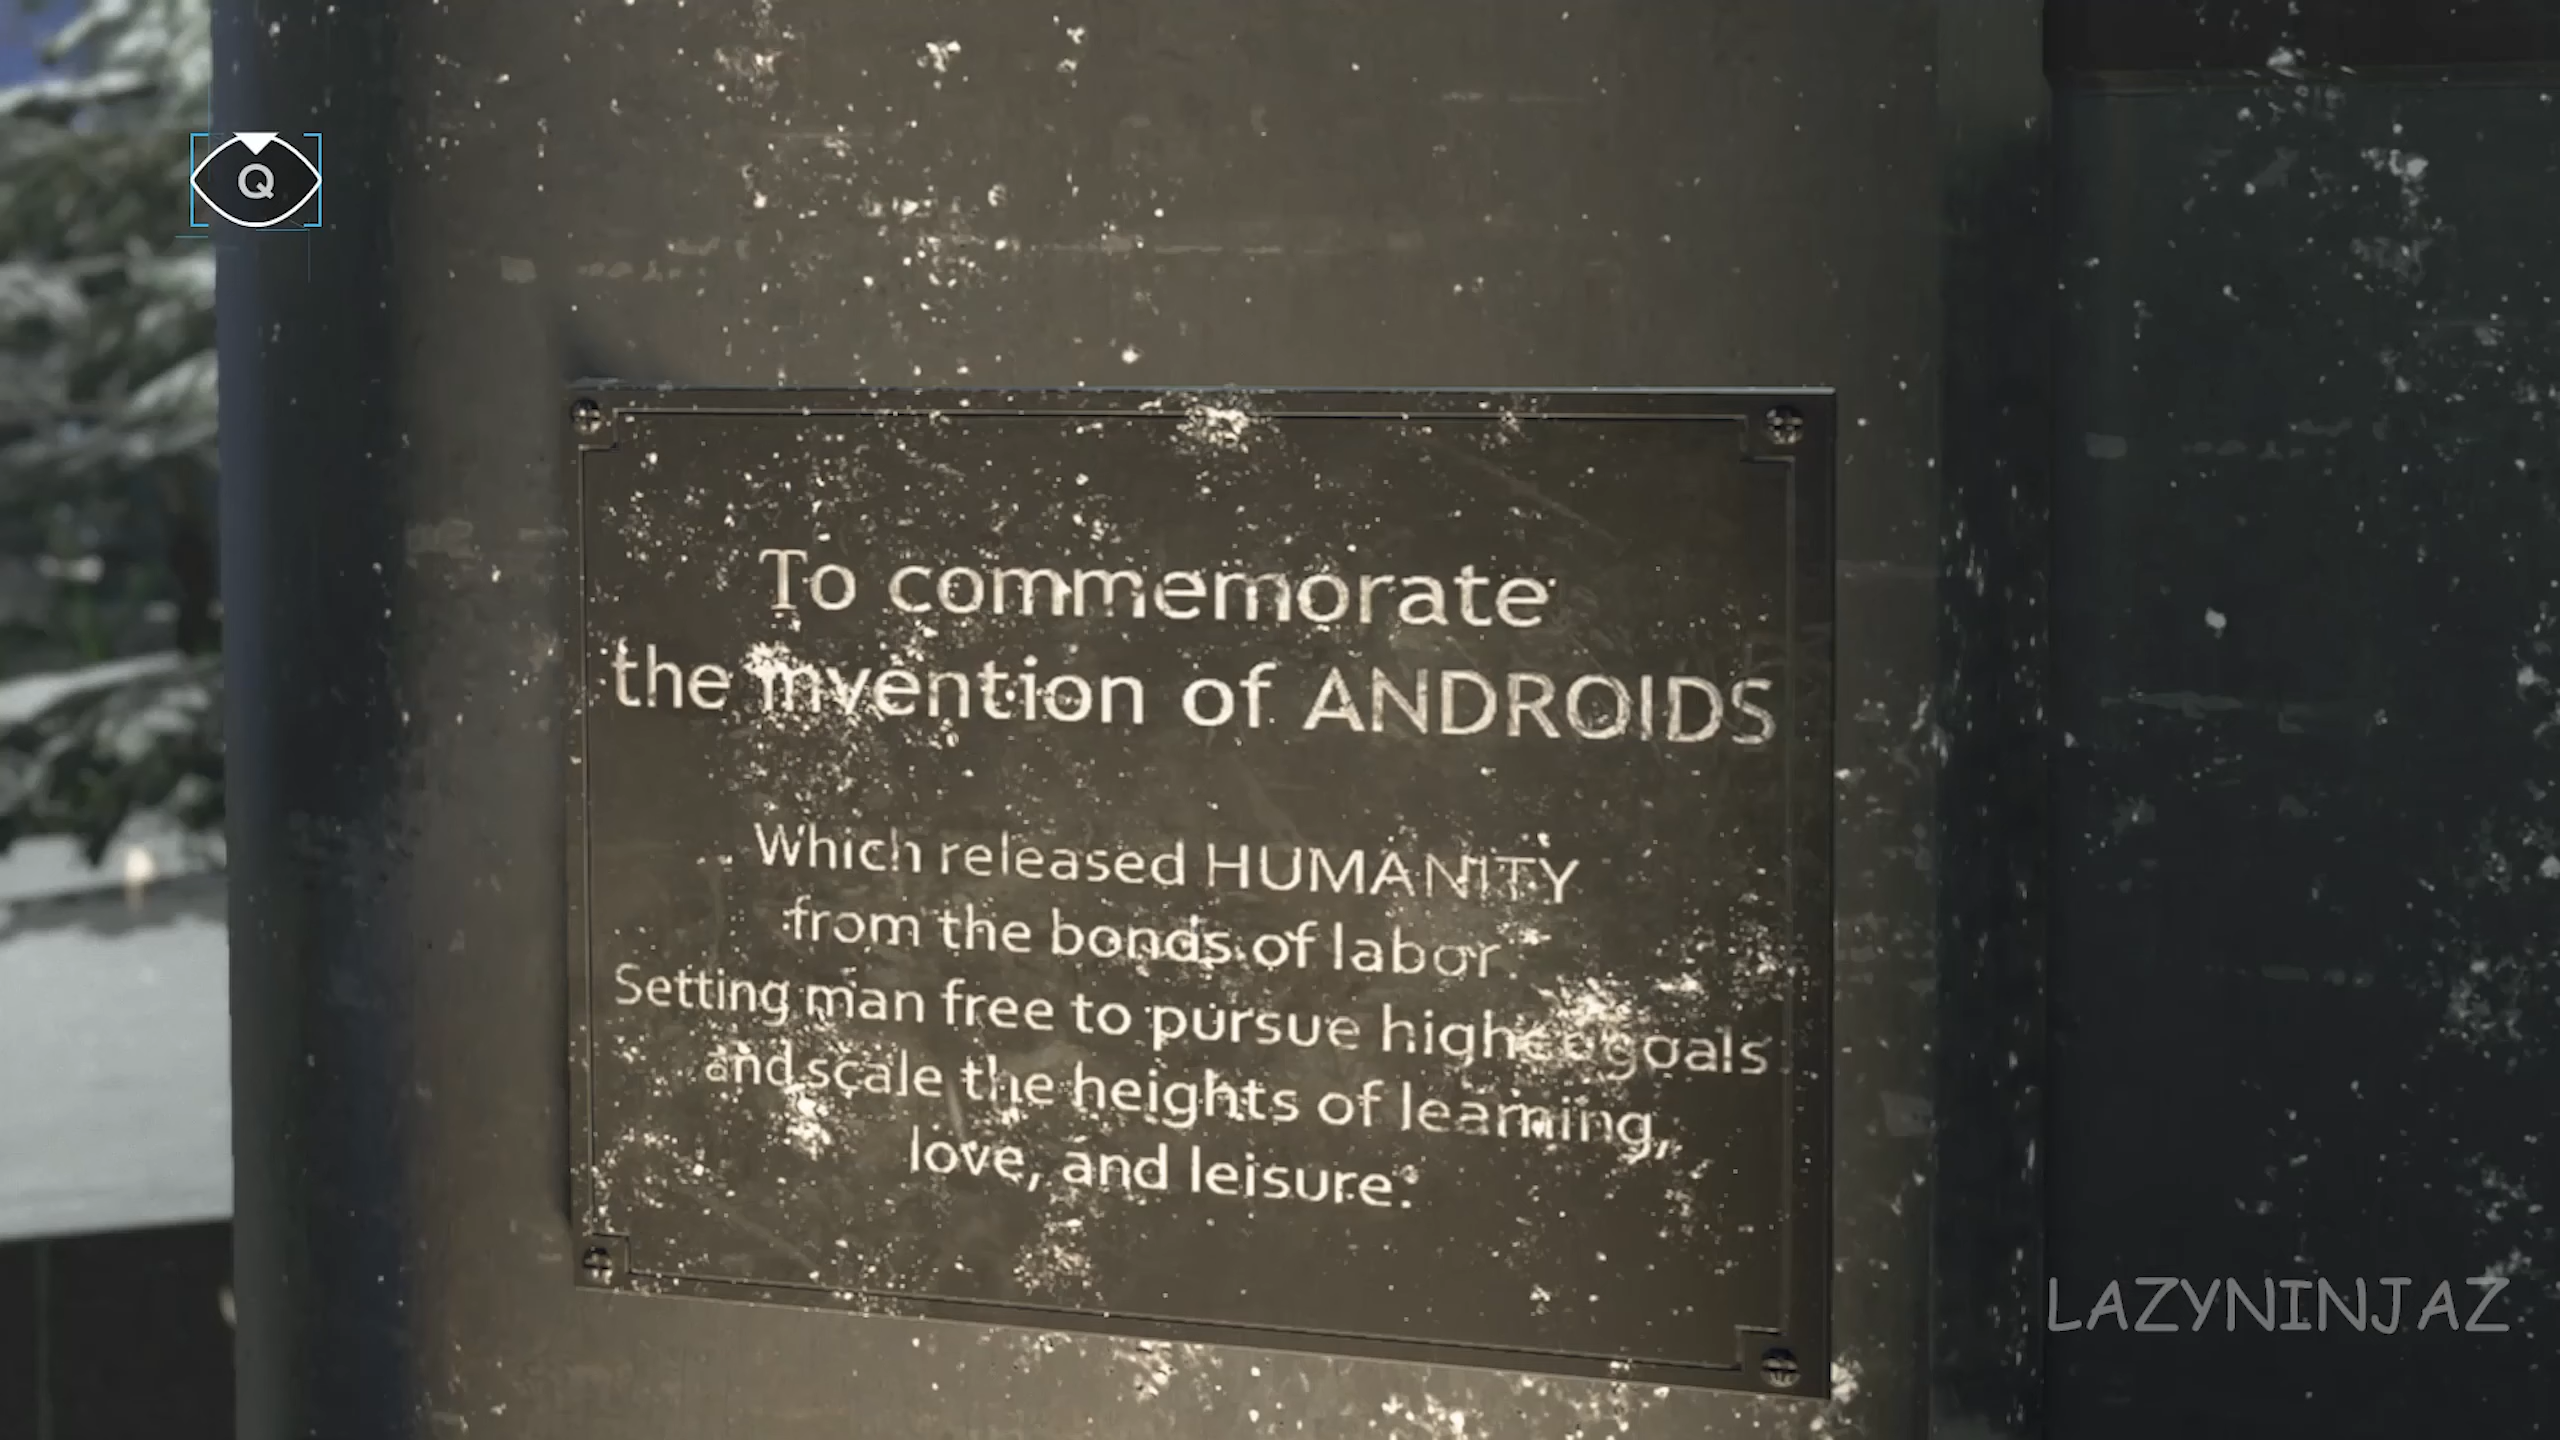 Q
To commemorate
the invention of ANDROIDS
Which released HUMANITY
from the bonds of labor.
Setting man free to pursue higher goals
and scale the heights of learning,
love, and leisure.
LAZYNINJAZ